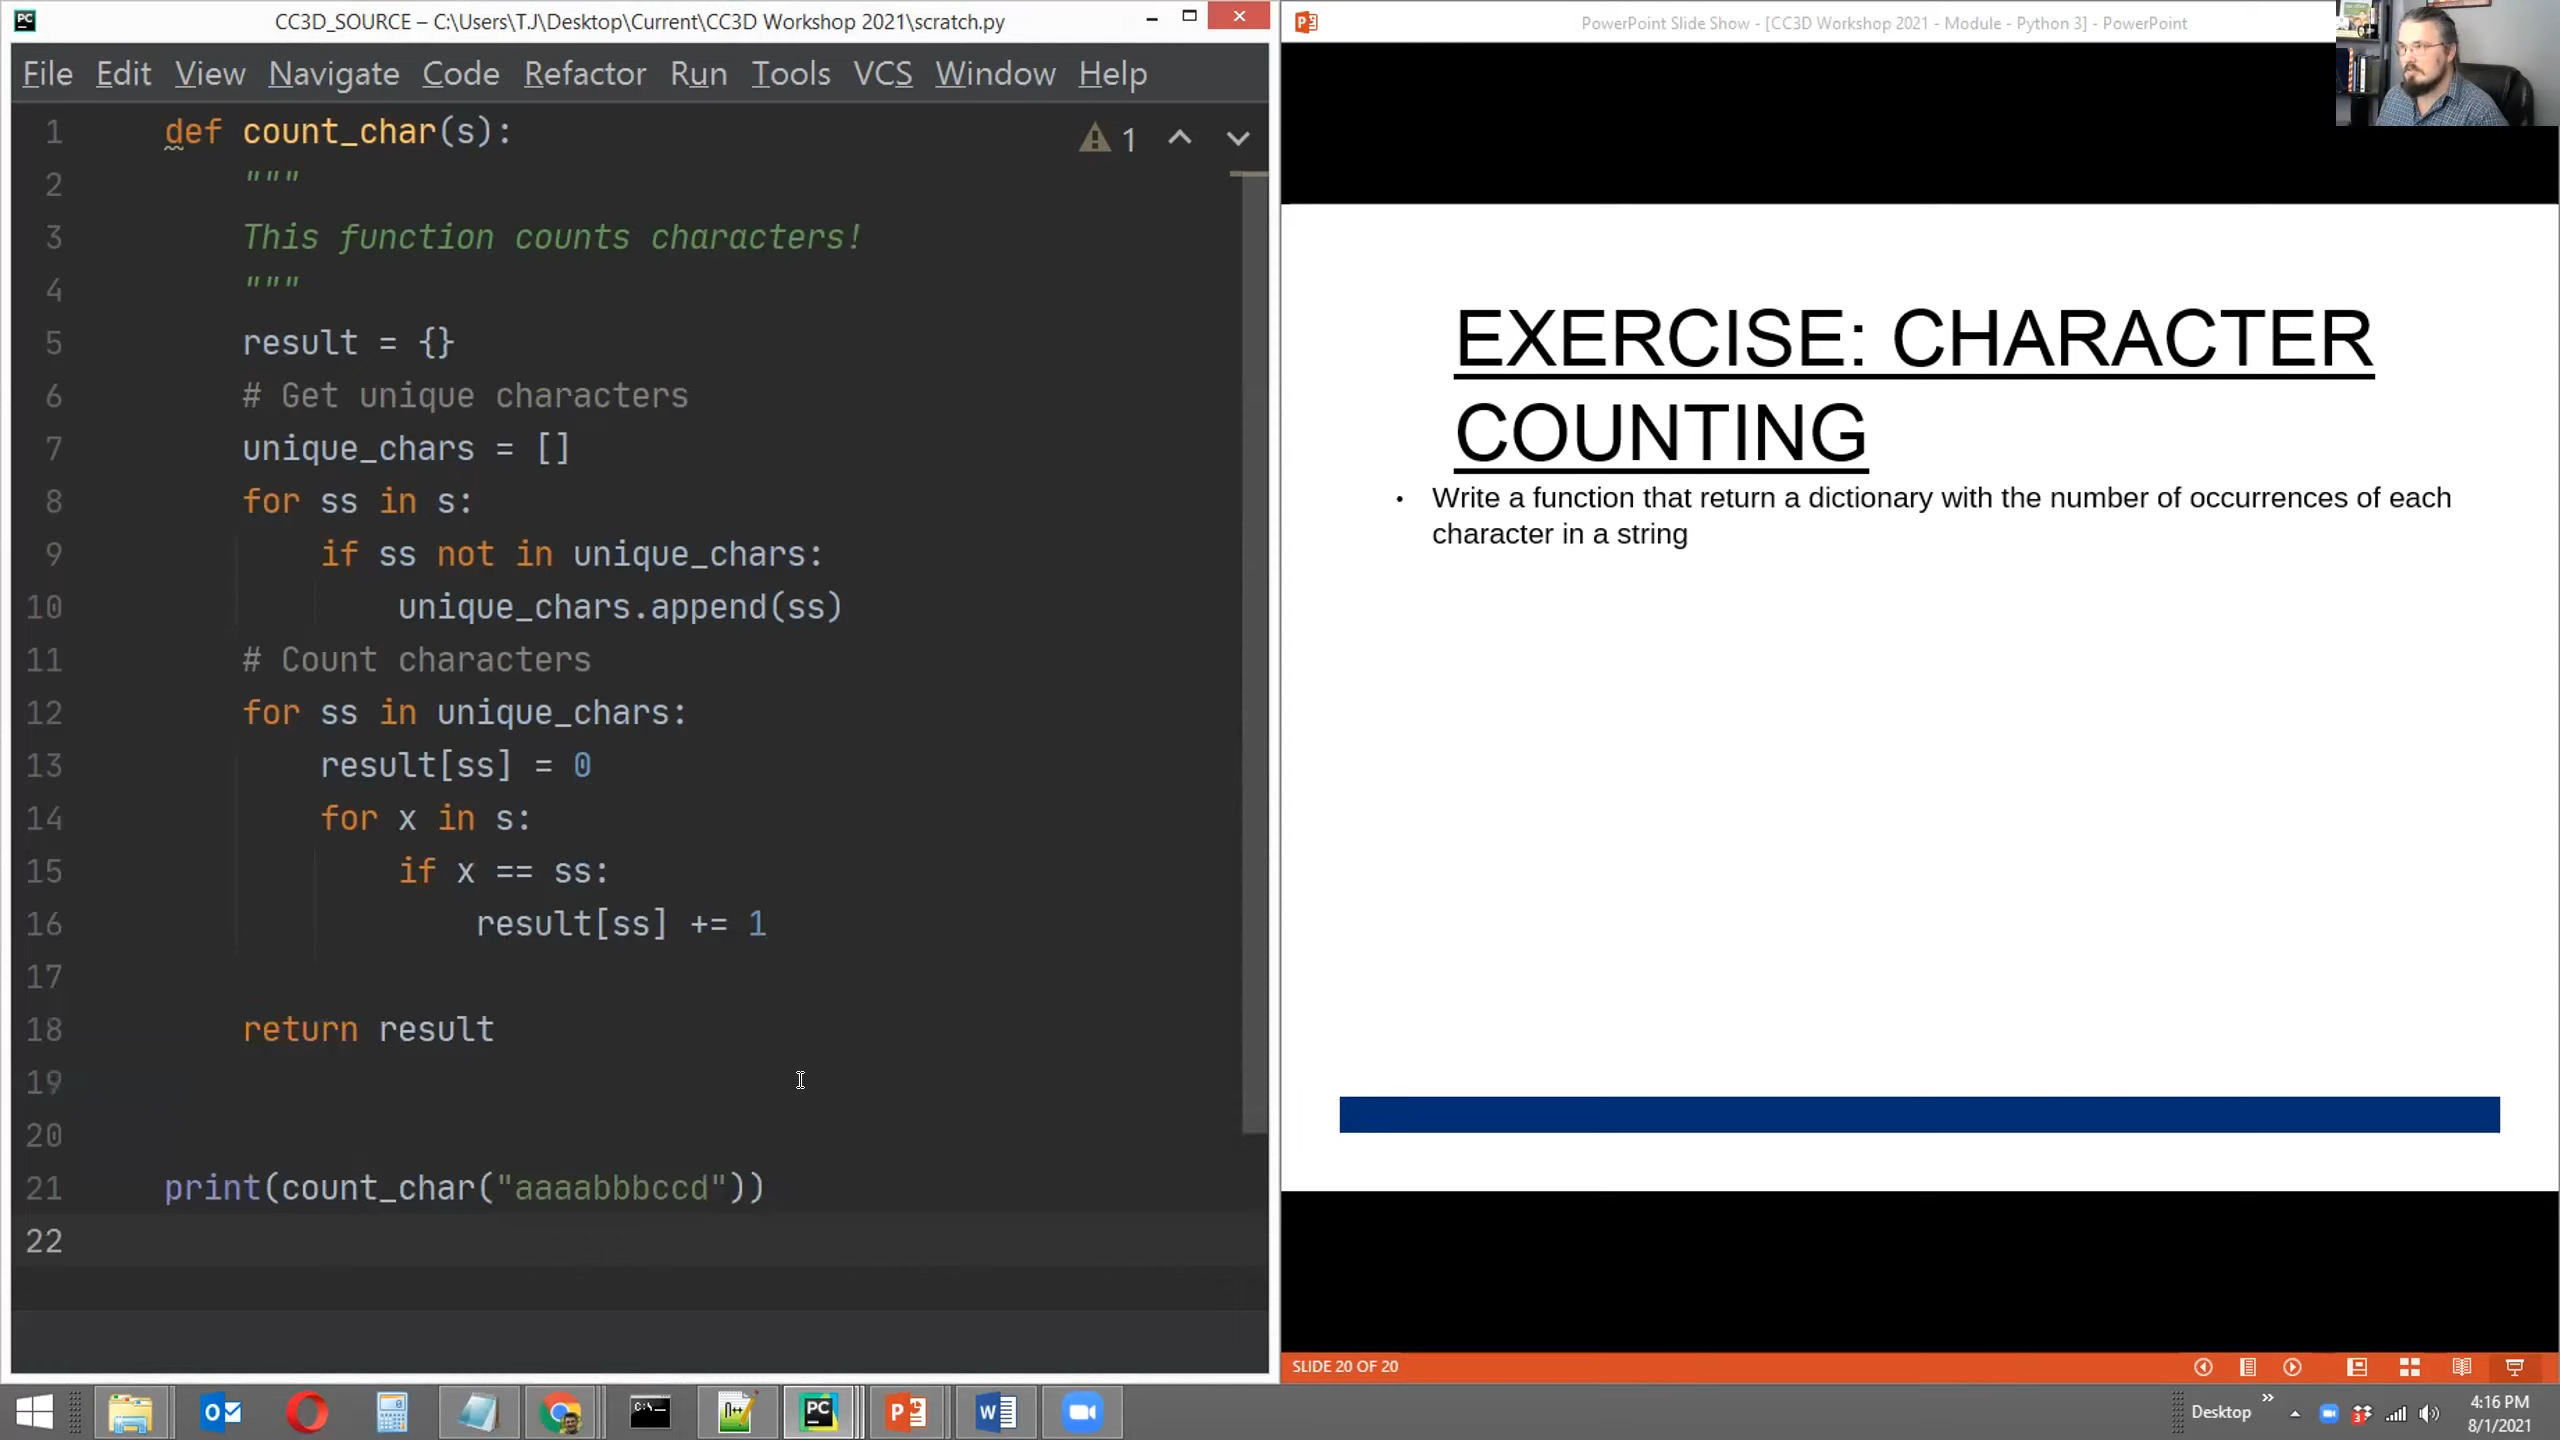 CC3D_SOURCE – C:\Users\T.J\Desktop\Current\CC3D Workshop 2021\scratch.py
File Edit View Navigate Code Refactor Run Tools VCS Window Help
1 def count_char(s):
2 """
3 This function counts characters!
4 """
5 result = {}
6 # Get unique characters
7 unique_chars = []
8 for ss in s:
9 if ss not in unique_chars:
10 unique_chars.append(ss)
11 # Count characters
12 for ss in unique_chars:
13 result[ss] = 0
14 for x in s:
15 if x == ss:
16 result[ss] += 1
17
18 return result
19
20
21 print(count_char("aaaabbbccd"))
22
1
PowerPoint Slide Show - [CC3D Workshop 2021 - Module - Python 3] - PowerPoint
EXERCISE: CHARACTER
COUNTING
• Write a function that return a dictionary with the number of occurrences of each
character in a string
SLIDE 20 OF 20
Desktop
4:16 PM
8/1/2021